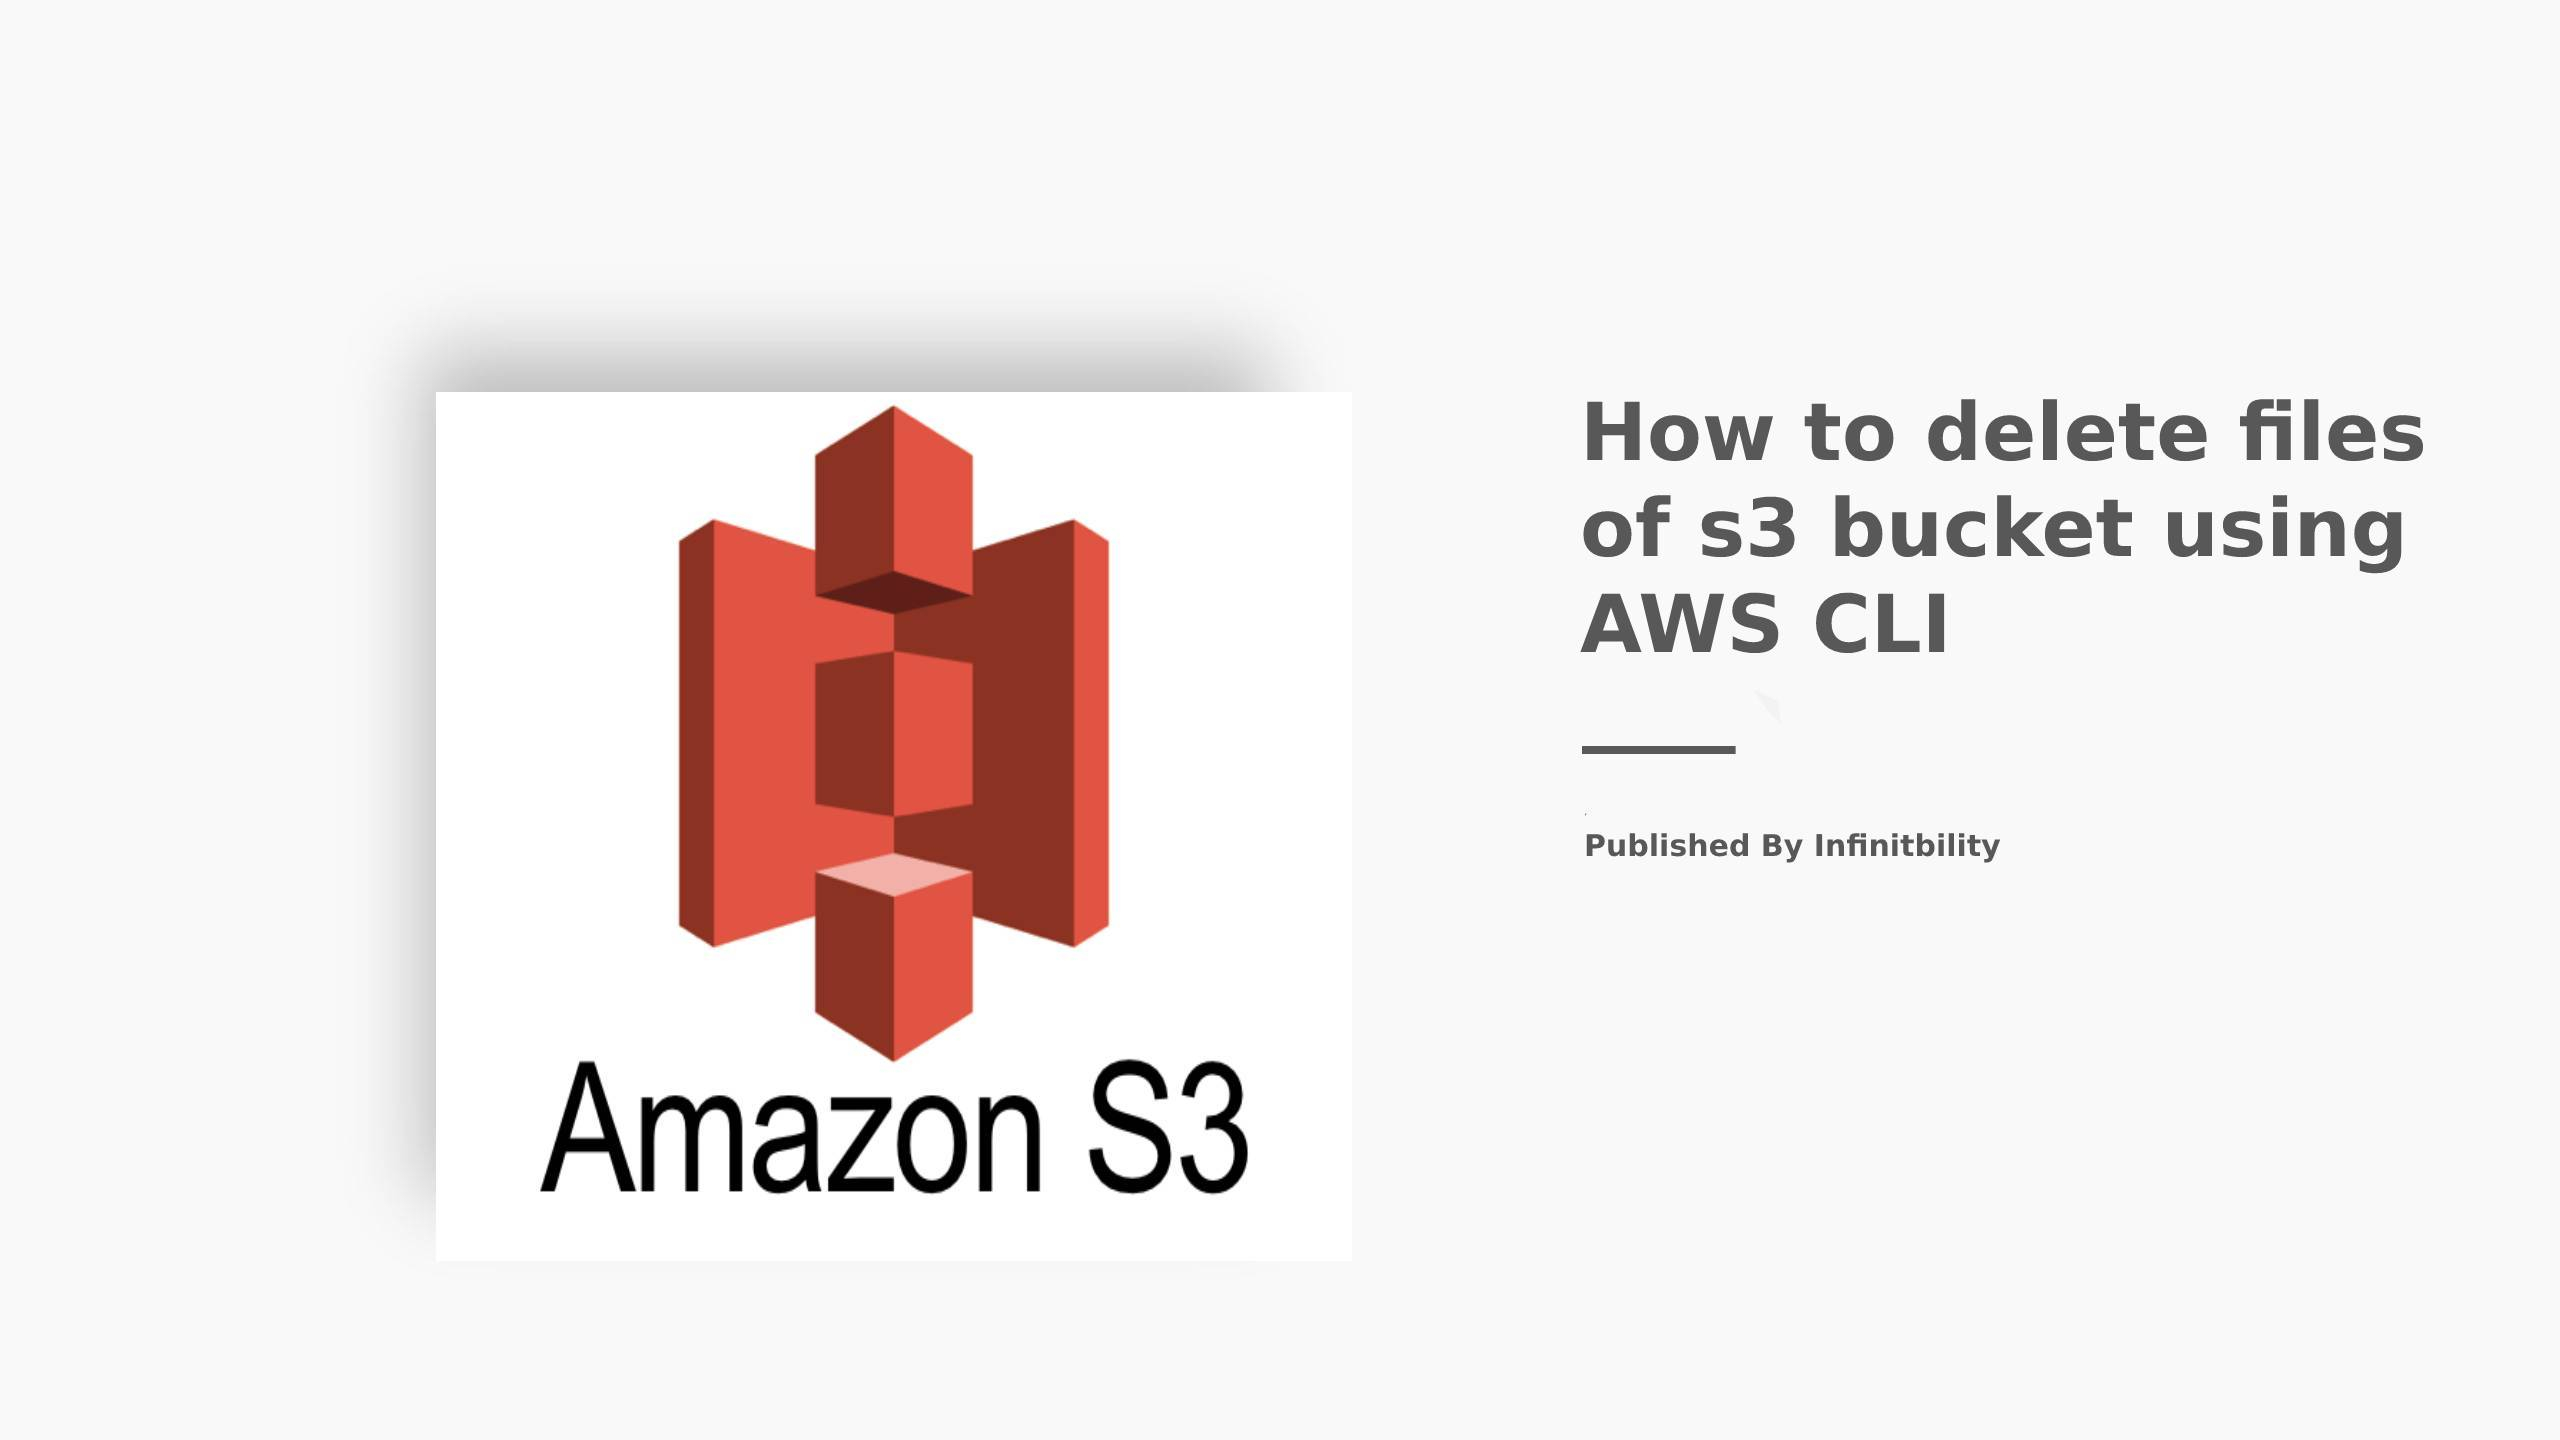 Amazon S3
How to delete files
of s3 bucket using
AWS CLI
Published By Infinitbility